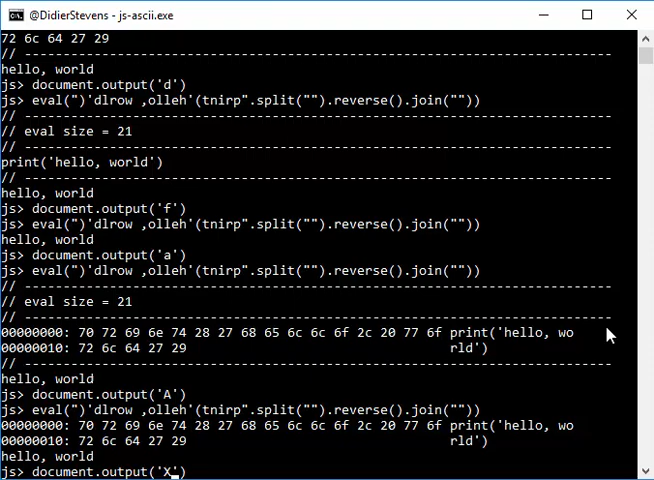 @DidierStevens - js-ascii.exe
72 6c 64 27 29
// -----------------------------------------------------------------------------
hello, world
js> document.output('d')
js> eval(")'dlrow ,olleh'(tnirp".split("").reverse().join(""))
// -----------------------------------------------------------------------------
// eval size = 21
// -----------------------------------------------------------------------------
print('hello, world')
// -----------------------------------------------------------------------------
hello, world
js> document.output('f')
js> eval(")'dlrow ,olleh'(tnirp".split("").reverse().join(""))
hello, world
js> document.output('a')
js> eval(")'dlrow ,olleh'(tnirp".split("").reverse().join(""))
// -----------------------------------------------------------------------------
// eval size = 21
// -----------------------------------------------------------------------------
00000000: 70 72 69 6e 74 28 27 68 65 6c 6c 6f 2c 20 77 6f print('hello, wo
00000010: 72 6c 64 27 29                                  rld')
// -----------------------------------------------------------------------------
hello, world
js> document.output('A')
js> eval(")'dlrow ,olleh'(tnirp".split("").reverse().join(""))
00000000: 70 72 69 6e 74 28 27 68 65 6c 6c 6f 2c 20 77 6f print('hello, wo
00000010: 72 6c 64 27 29                                  rld')
hello, world
js> document.output('X')